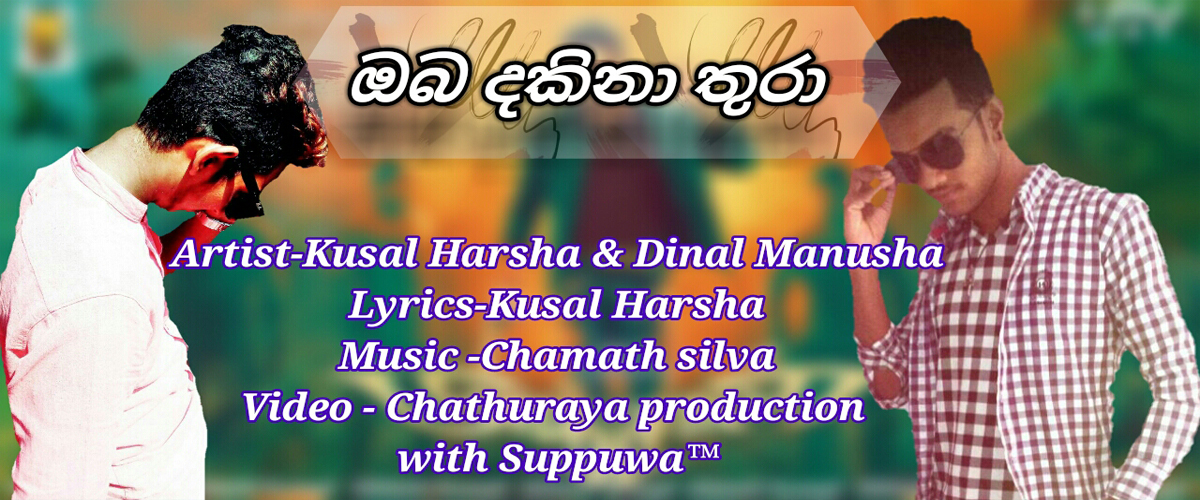 ඔබ දකිනා තුරා
Artist-Kusal Harsha & Dinal Manusha
Lyrics-Kusal Harsha
Music -Chamath silva
Video - Chathuraya production
with Suppuwa™